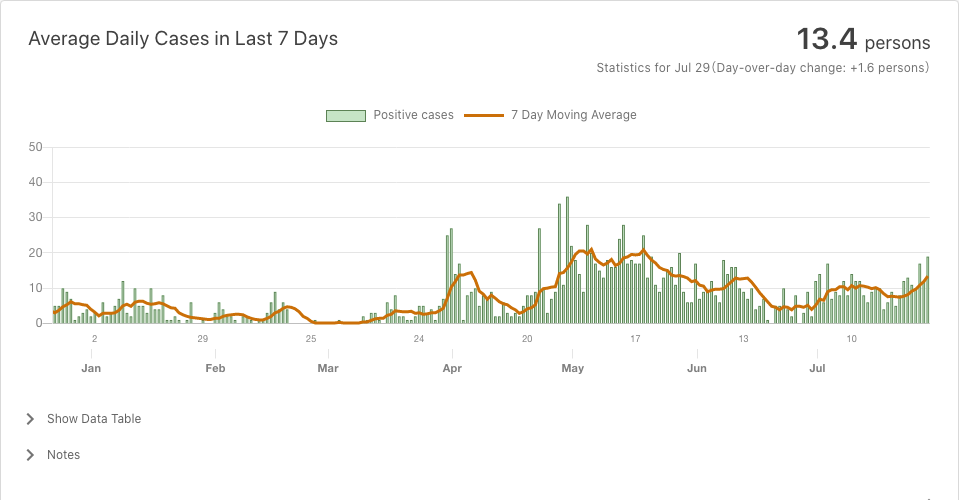 Average Daily Cases in Last 7 Days
13.4 persons
Statistics for Jul 29(Day-over-day change: +1.6 persons)
Positive cases 7 Day Moving Average
50
40
30
20
10
0
2 29 25 24 20 17 13 10
Jan Feb Mar Apr May Jun Jul
Show Data Table
Notes